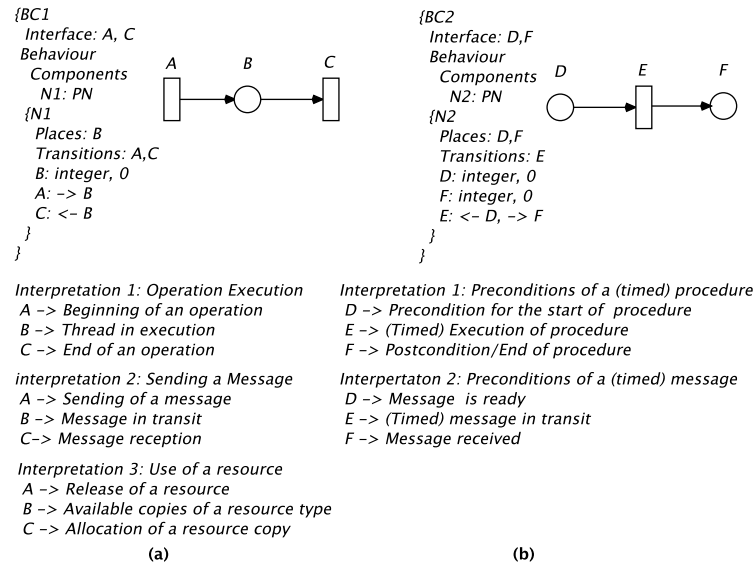 {BC1
Interface: A, C
Behaviour
Components
N1: PN
{N1
Places: B
Transitions: A,C
B: integer, 0
A: -> B
C: <- B
}
}
A B C
Interpretation 1: Operation Execution
A -> Beginning of an operation
B -> Thread in execution
C -> End of an operation
interpretation 2: Sending a Message
A -> Sending of a message
B -> Message in transit
C-> Message reception
Interpretation 3: Use of a resource
A -> Release of a resource
B -> Available copies of a resource type
C -> Allocation of a resource copy
(a)
{BC2
Interface: D,F
Behaviour
Components
N2: PN
{N2
Places: D,F
Transitions: E
D: integer, 0
F: integer, 0
E: <- D, -> F
}
}
D E F
Interpretation 1: Preconditions of a (timed) procedure
D -> Precondition for the start of procedure
E -> (Timed) Execution of procedure
F -> Postcondition/End of procedure
Interpertaton 2: Preconditions of a (timed) message
D -> Message is ready
E -> (Timed) message in transit
F -> Message received
(b)